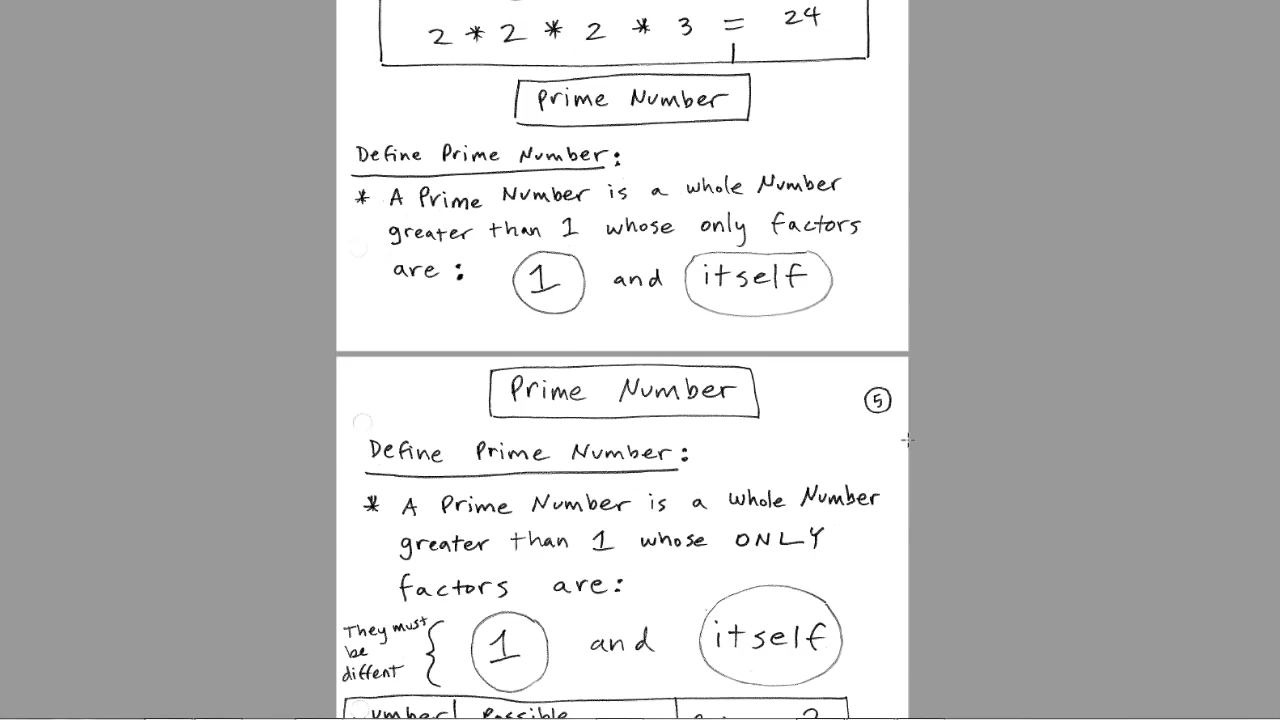 2 * 2 * 2 * 3 = 24
Prime Number
Define Prime Number:
* A Prime Number is a whole Number
greater than 1 whose only factors
are: 1 and itself
Prime Number
5
Define Prime Number:
* A Prime Number is a whole Number
greater than 1 whose ONLY
factors are:
They must
be
diffent
1 and itself
Number Possible